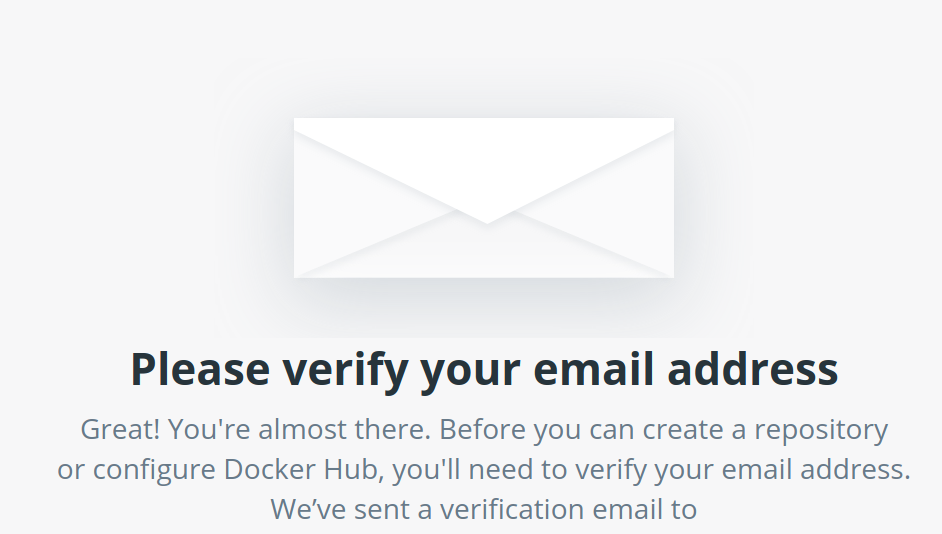 Please verify your email address
Great! You're almost there. Before you can create a repository
or configure Docker Hub, you'll need to verify your email address.
We’ve sent a verification email to